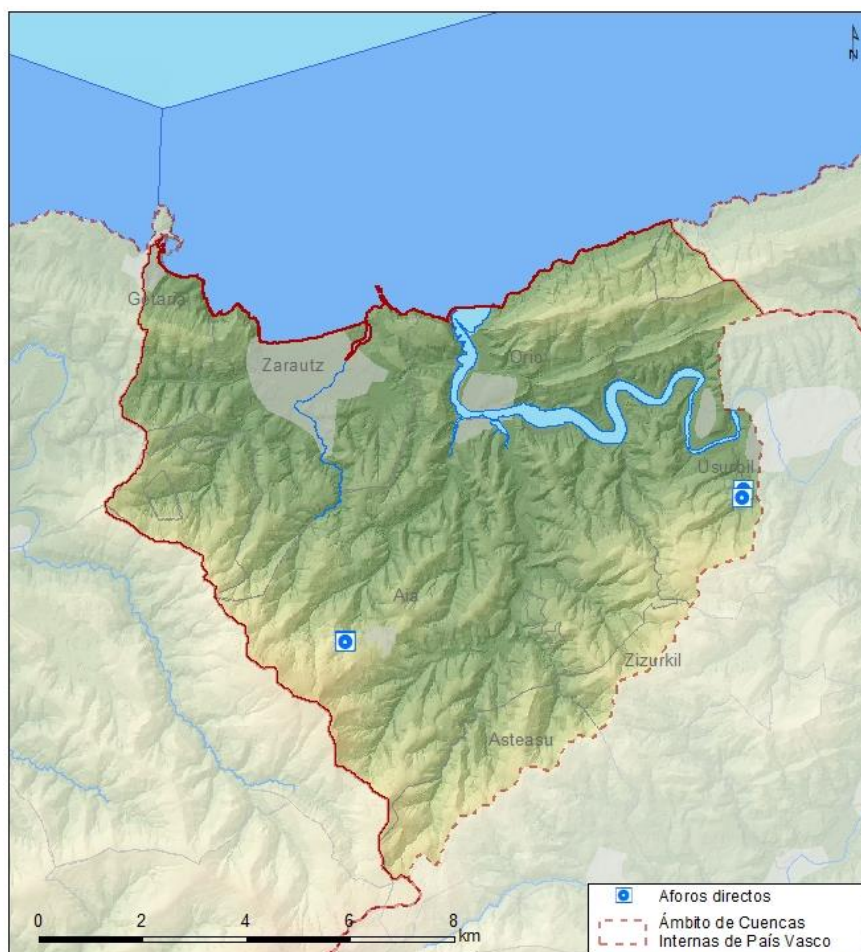 N
Getaria
Zarautz
Orio
Usurbil
Aia
Zizurkil
Asteasu
0 2 4 6 8
km
Aforos directos
Ámbito de Cuencas
Internas de País Vasco